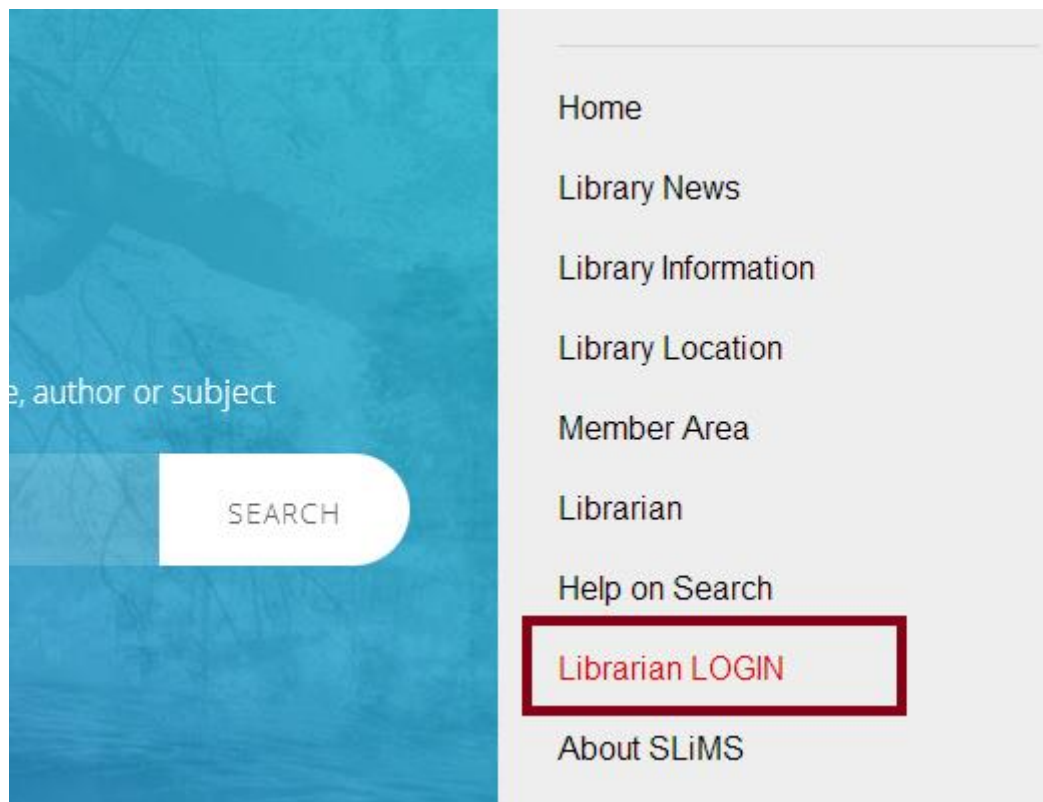 Home
Library News
Library Information
Library Location
, author or subject
Member Area
SEARCH
Librarian
Help on Search
Librarian LOGIN
About SLiMS